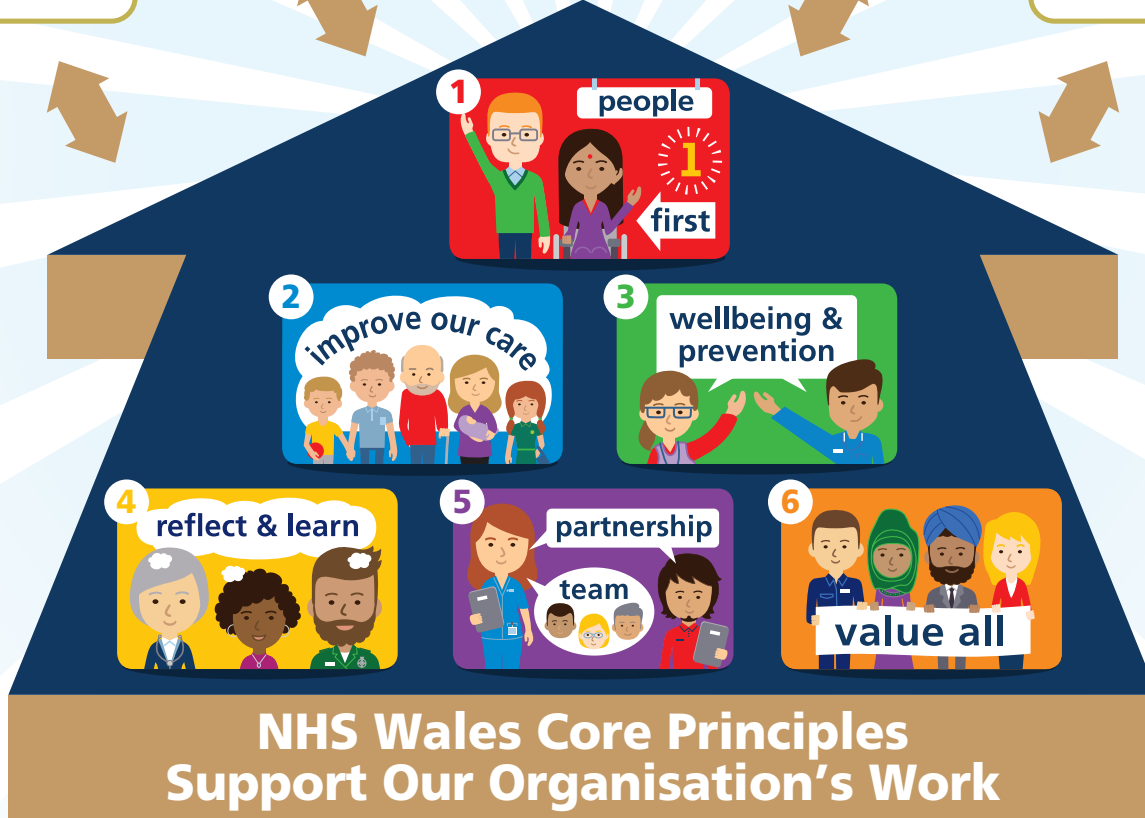 1
people
1
first
2
improve our care
3
wellbeing &
prevention
4
reflect & learn
5
partnership
team
6
value all
NHS Wales Core Principles
Support Our Organisation’s Work